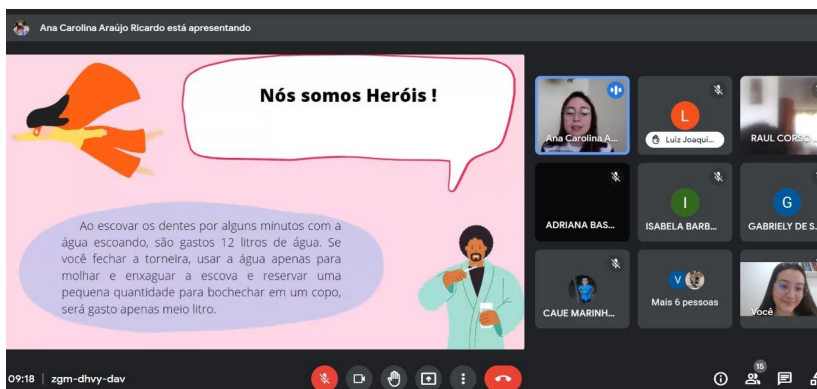 Ana Carolina Araújo Ricardo está apresentando
Nós somos Heróis !
Ao escovar os dentes por alguns minutos com a
água escoando, são gastos 12 litros de água. Se
você fechar a torneira, usar a água apenas para
molhar e enxaguar a escova e reservar uma
pequena quantidade para bochechar em um copo,
será gasto apenas meio litro.
Ana Carolina A...
L
Luiz Joaqui...
RAUL CORSO
ADRIANA BAS...
I
ISABELA BARB...
G
GABRIELY DE S.
CAUE MARINH...
V
Mais 6 pessoas
Você
09:18 | zgm-dhvy-dav
15